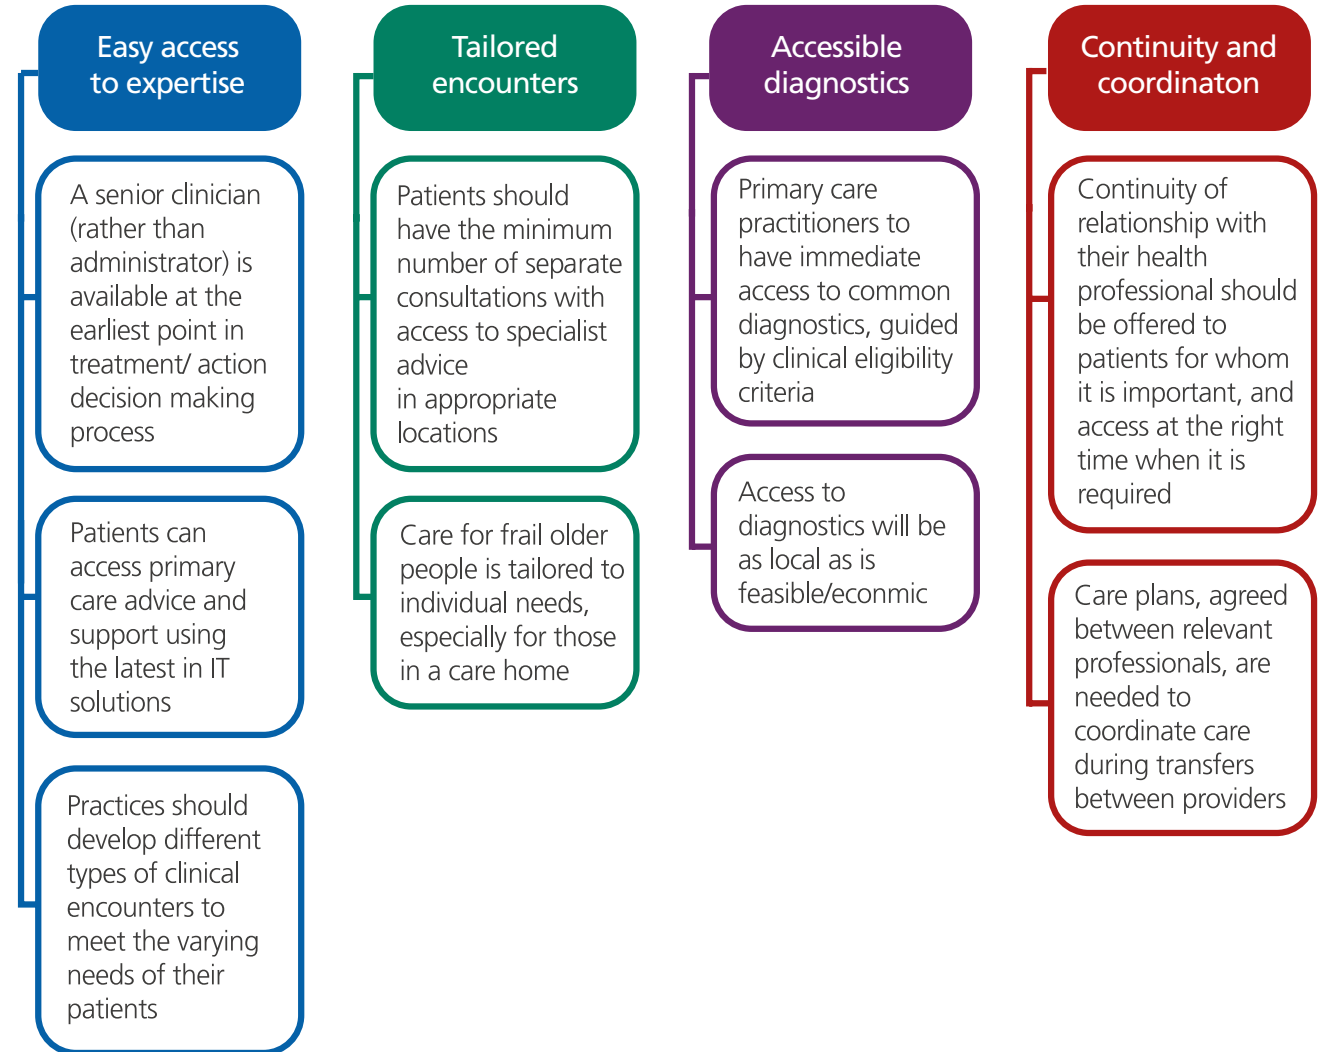 Easy access
to expertise
A senior clinician
(rather than
administrator) is
available at the
earliest point in
treatment/ action
decision making
process
Patients can
access primary
care advice and
support using
the latest in IT
solutions
Practices should
develop different
types of clinical
encounters to
meet the varying
needs of their
patients
Tailored
encounters
Patients should
have the minimum
number of separate
consultations with
access to specialist
advice
in appropriate
locations
Care for frail older
people is tailored to
individual needs,
especially for those
in a care home
Accessible
diagnostics
Primary care
practitioners to
have immediate
access to common
diagnostics, guided
by clinical eligibility
criteria
Access to
diagnostics will be
as local as is
feasible/econmic
Continuity and
coordinaton
Continuity of
relationship with
their health
professional should
be offered to
patients for whom
it is important, and
access at the right
time when it is
required
Care plans, agreed
between relevant
professionals, are
needed to
coordinate care
during transfers
between providers